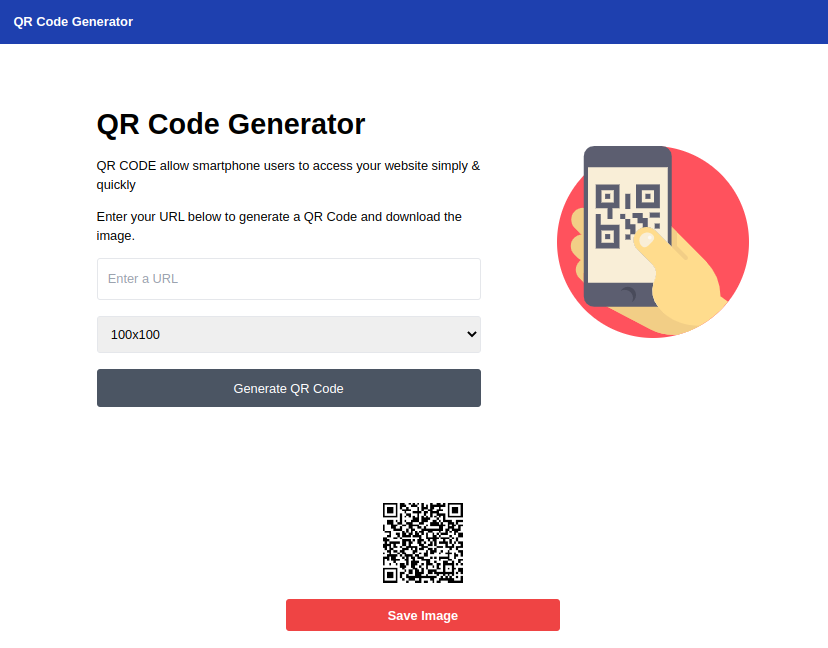 QR Code Generator
QR Code Generator
QR CODE allow smartphone users to access your website simply &
quickly
Enter your URL below to generate a QR Code and download the
image.
Enter a URL
100x100
Generate QR Code
Save Image